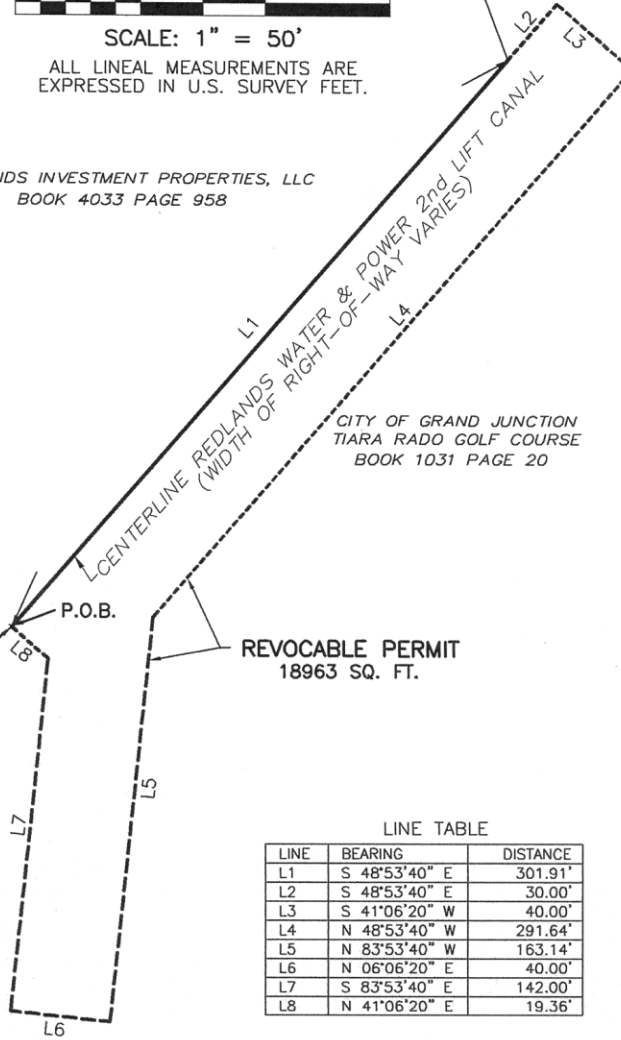 SCALE: 1" = 50'
ALL LINEAL MEASUREMENTS ARE
EXPRESSED IN U.S. SURVEY FEET.
L2
L3
NDS INVESTMENT PROPERTIES, LLC
BOOK 4033 PAGE 958
L1
CENTERLINE REDLANDS WATER & POWER 2nd LIFT CANAL
(WIDTH OF RIGHT-OF-WAY VARIES)
L4
CITY OF GRAND JUNCTION
TIARA RADO GOLF COURSE
BOOK 1031 PAGE 20
P.O.B.
L8
REVOCABLE PERMIT
18963 SQ. FT.
L7
L5
L6
LINE TABLE
LINE BEARING DISTANCE
L1 S 48°53'40" E 301.91'
L2 S 48°53'40" E 30.00'
L3 S 41°06'20" W 40.00'
L4 N 48°53'40" W 291.64'
L5 N 83°53'40" W 163.14'
L6 N 06°06'20" E 40.00'
L7 S 83°53'40" E 142.00'
L8 N 41°06'20" E 19.36'